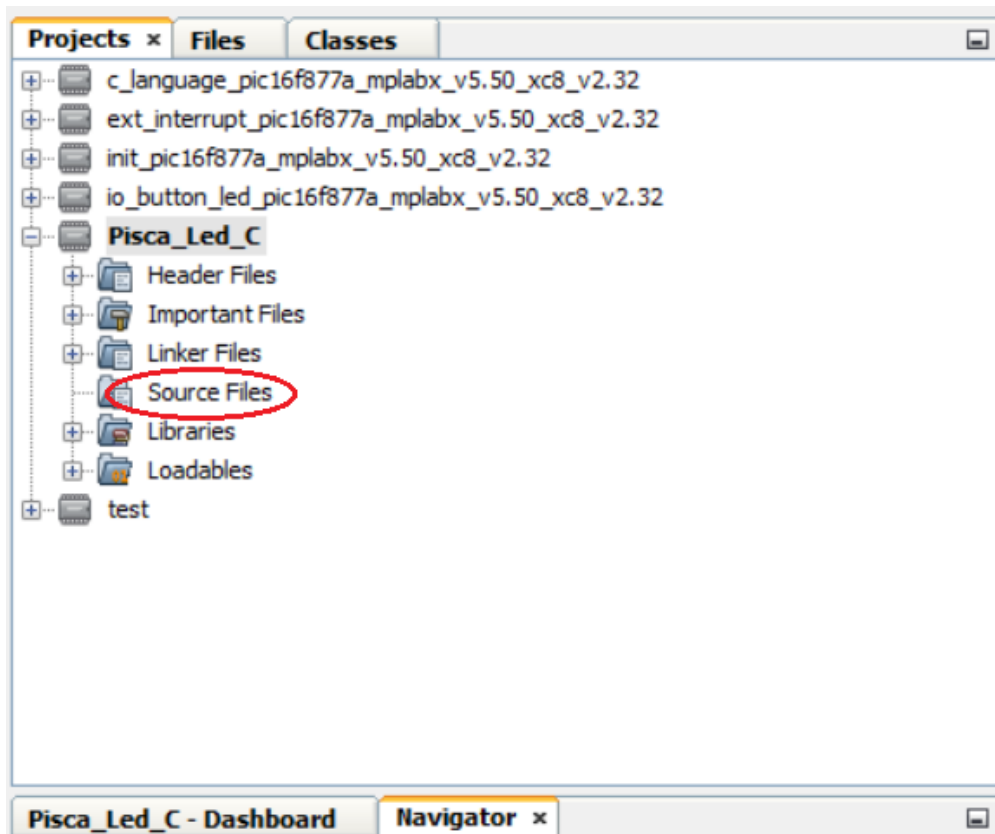 Projects × Files Classes
c_language_pic16f877a_mplabx_v5.50_xc8_v2.32
ext_interrupt_pic16f877a_mplabx_v5.50_xc8_v2.32
init_pic16f877a_mplabx_v5.50_xc8_v2.32
io_button_led_pic16f877a_mplabx_v5.50_xc8_v2.32
Pisca_Led_C
Header Files
Important Files
Linker Files
Source Files
Libraries
Loadables
test
Pisca_Led_C - Dashboard Navigator ×